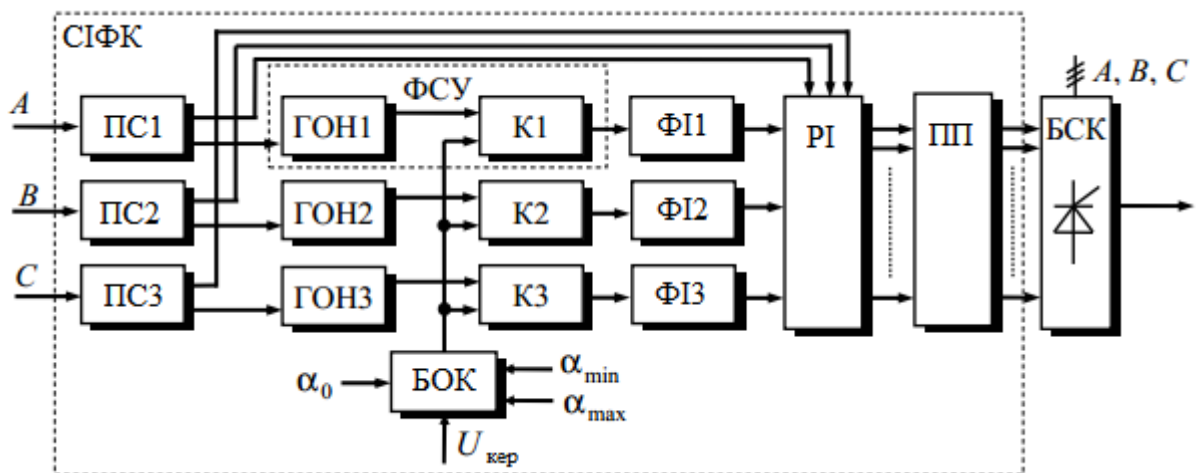 СІФК
ФСУ
A, B, C
A
ПС1
ГОН1
К1
ФІ1
РІ
ПП
БСК
B
ПС2
ГОН2
К2
ФІ2
C
ПС3
ГОН3
К3
ФІ3
α0
БОК
αmin
αmax
Uкер